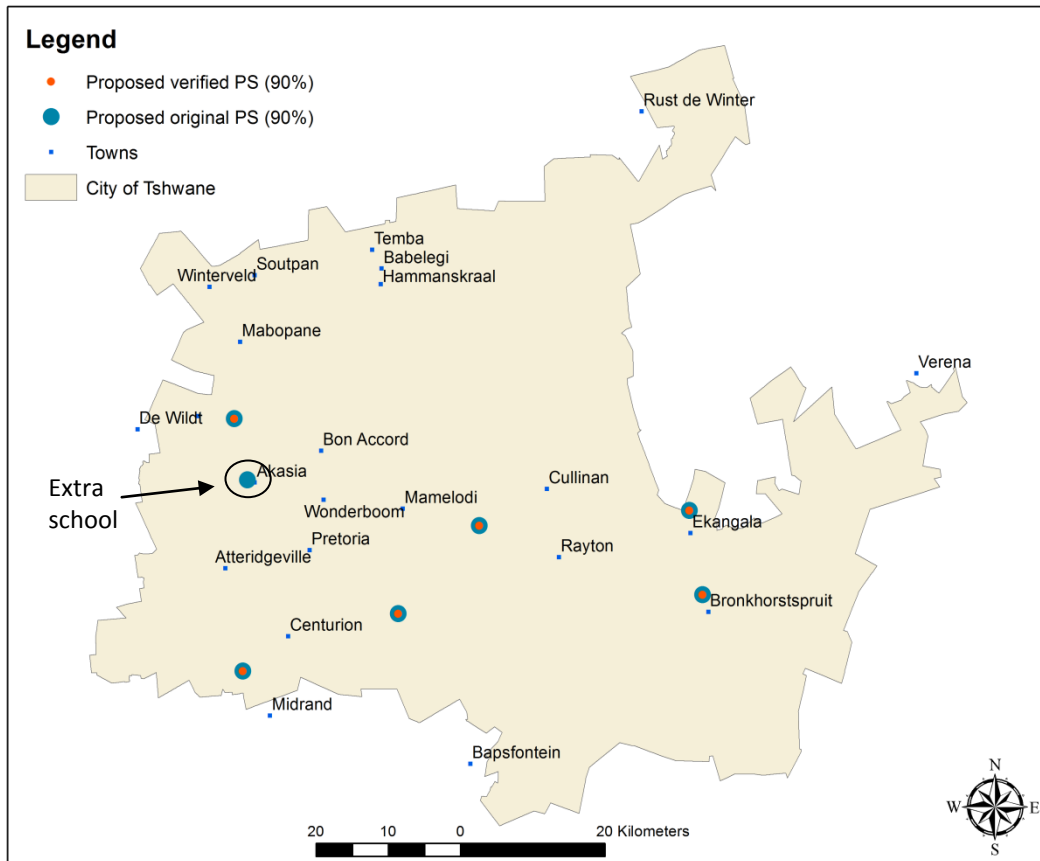 Legend
Proposed verified PS (90%)
Proposed original PS (90%)
Towns
City of Tshwane
Rust de Winter
Temba
Babelegi
Hammanskraal
Soutpan
Winterveld
Mabopane
Verena
De Wildt
Bon Accord
Akasia
Extra
school
Cullinan
Mamelodi
Wonderboom
Ekangala
Pretoria
Rayton
Atteridgeville
Bronkhorstspruit
Centurion
Midrand
Bapsfontein
N
W E
S
20 10 0 20 Kilometers